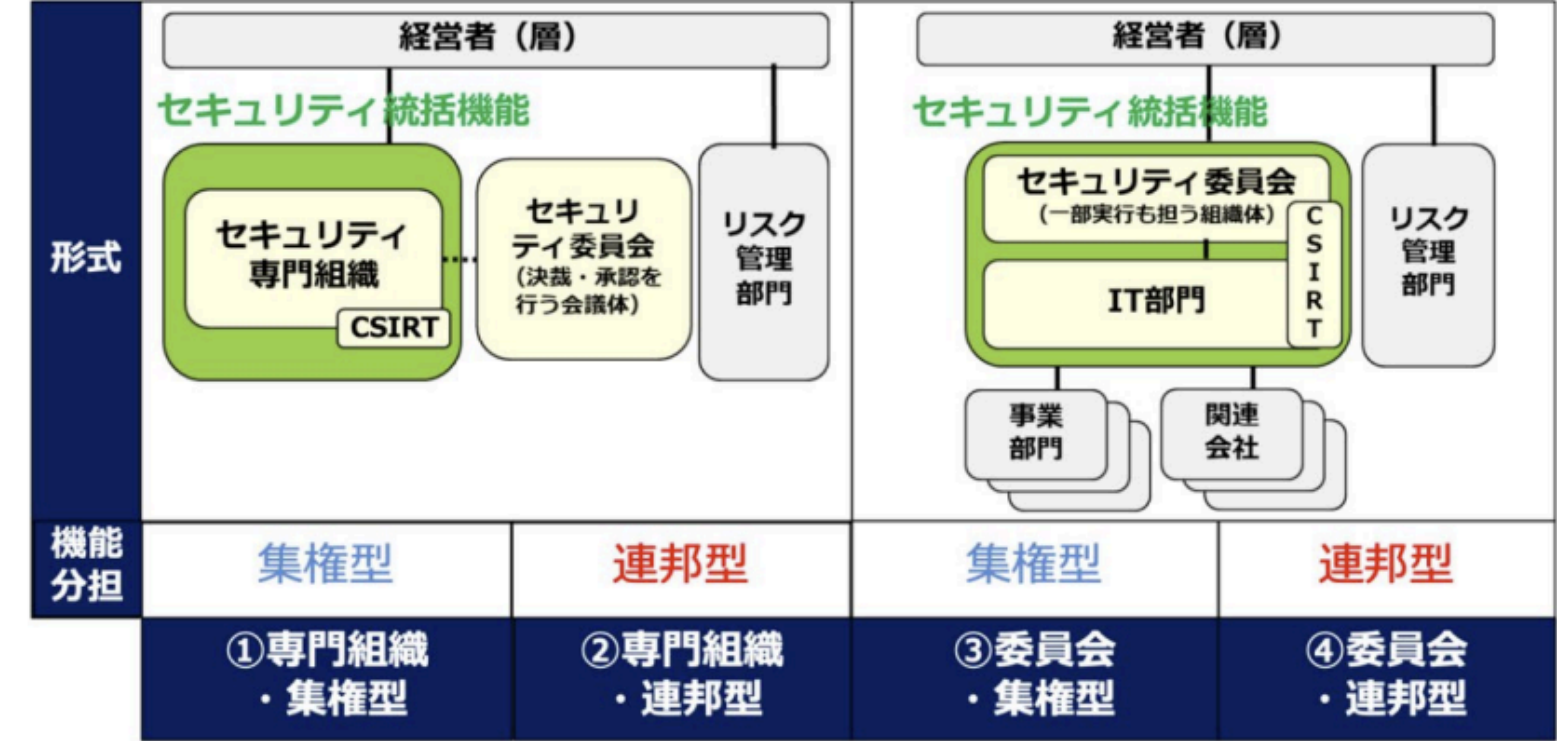 形式
経営者（層）
セキュリティ統括機能
セキュリティ
専門組織
CSIRT
セキュリ
ティ委員会
（決裁・承認を
行う会議体）
リスク
管理
部門
経営者（層）
セキュリティ統括機能
セキュリティ委員会
（一部実行も担う組織体）
IT部門
C
S
I
R
T
リスク
管理
部門
事業
部門
関連
会社
機能
分担
集権型
連邦型
集権型
連邦型
①専門組織
・集権型
②専門組織
・連邦型
③委員会
・集権型
④委員会
・連邦型